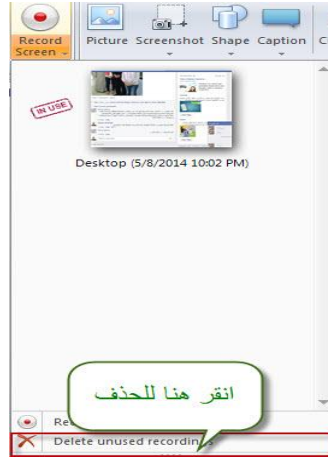 Record Screen
Picture
Screenshot
Shape
Caption
IN USE
Desktop (5/8/2014 10:02 PM)
انقر هنا للحذف
Delete unused recordings